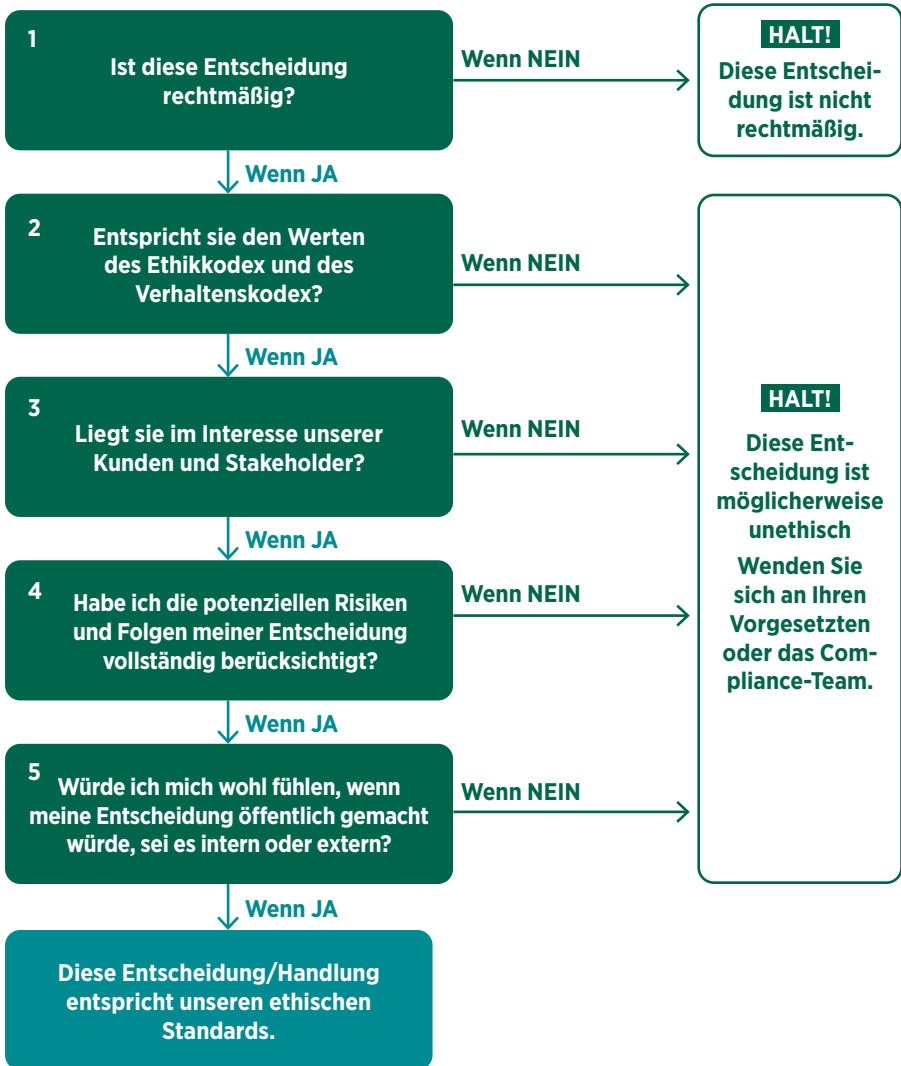 1
Ist diese Entscheidung
rechtmäßig?
Wenn NEIN
HALT!
Diese Entschei-
dung ist nicht
rechtmäßig.
Wenn JA
2
Entspricht sie den Werten
des Ethikkodex und des
Verhaltenskodex?
Wenn NEIN
Wenn JA
3
Liegt sie im Interesse unserer
Kunden und Stakeholder?
Wenn NEIN
Wenn JA
4
Habe ich die potenziellen Risiken
und Folgen meiner Entscheidung
vollständig berücksichtigt?
Wenn NEIN
Wenn JA
5
Würde ich mich wohl fühlen, wenn
meine Entscheidung öffentlich gemacht
würde, sei es intern oder extern?
Wenn NEIN
HALT!
Diese Ent-
scheidung ist
möglicherweise
unethisch
Wenden Sie
sich an Ihren
Vorgesetzten
oder das Com-
pliance-Team.
Wenn JA
Diese Entscheidung/Handlung
entspricht unseren ethischen
Standards.